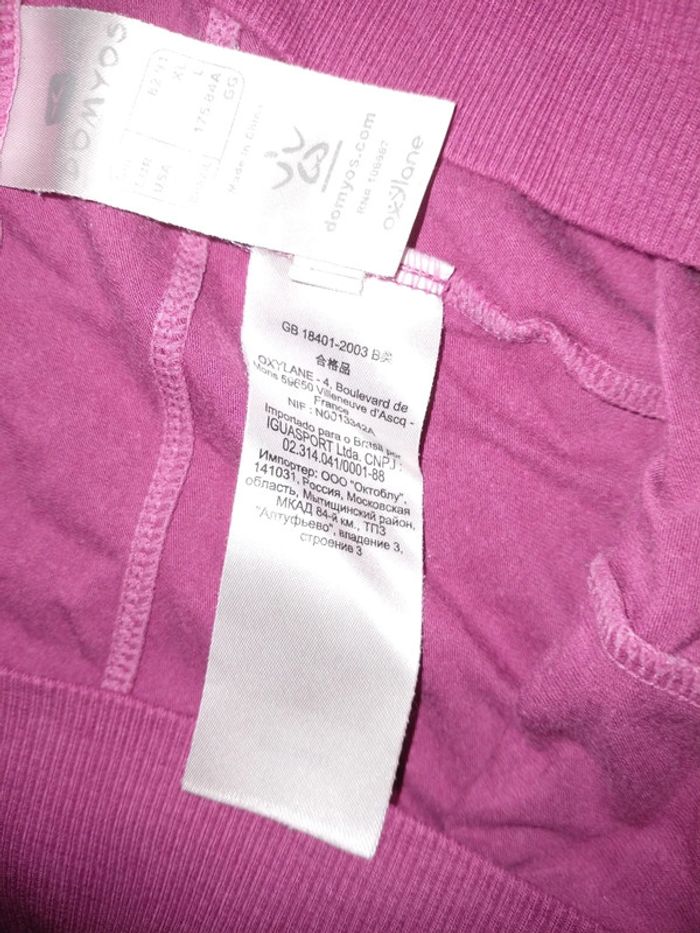 DOMYOS
XL
L
175.84A
GG
USA
Made in China
domyos.com
oxylane
GB 18401-2003 B类
合格品
OXYLANE - 4, Boulevard de
Mons 59650 Villeneuve d'Ascq -
France
NIF : N0013342A
Importado para o Brasil por
IGUASPORT Ltda. CNPJ :
02.314.041/0001-88
Импортер: ООО "Октоблу",
141031, Россия, Московская
область, Мытищинский район,
МКАД 84-й км., ТПЗ
"Алтуфьево", владение 3,
строение 3